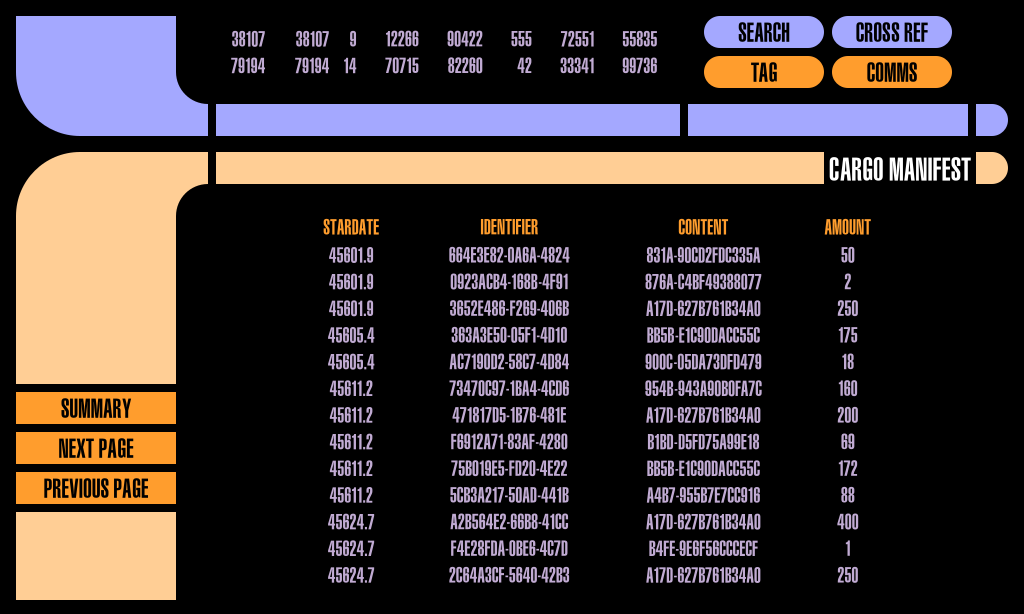 38107 38107 9 12266 90422 555 72551 55835
79194 79194 14 70715 82260 42 33341 99736
SEARCH CROSS REF
TAG COMMS
CARGO MANIFEST
STARDATE IDENTIFIER CONTENT AMOUNT
45601.9 664E3E82-0A6A-4824 831A-90CD2FDC335A 50
45601.9 0923ACB4-168B-4F91 876A-C4BF49388077 2
45601.9 3652E486-F269-406B A17D-627B761B34A0 250
45605.4 363A3E50-05F1-4D10 BB5B-E1C90DACC55C 175
45605.4 AC7190D2-58C7-4D84 900C-05DA73DFD479 18
45611.2 73470C97-1BA4-4CD6 954B-943A90B0FA7C 160
45611.2 471817D5-1B76-481E A17D-627B761B34A0 200
45611.2 F6912A71-83AF-4280 B1BD-D5FD75A99E18 69
45611.2 75B019E5-FD20-4E22 BB5B-E1C90DACC55C 172
45611.2 5CB3A217-50AD-441B A4B7-955B7E7CC916 88
45624.7 A2B564E2-66B8-41CC A17D-627B761B34A0 400
45624.7 F4E28FDA-0BE6-4C7D B4FE-9E6F56CCCECF 1
45624.7 2C64A3CF-5640-42B3 A17D-627B761B34A0 250
SUMMARY
NEXT PAGE
PREVIOUS PAGE